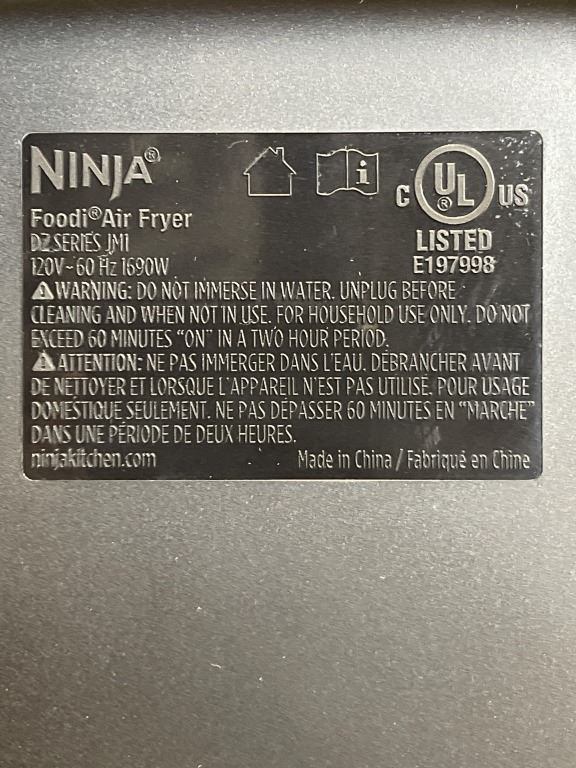 NINJA®
Foodi® Air Fryer
DZ SERIES JM1
120V~60 Hz 1690W
i
C UL® US
LISTED
E197998
⚠WARNING: DO NOT IMMERSE IN WATER. UNPLUG BEFORE
CLEANING AND WHEN NOT IN USE. FOR HOUSEHOLD USE ONLY. DO NOT
EXCEED 60 MINUTES "ON" IN A TWO HOUR PERIOD.
⚠ATTENTION: NE PAS IMMERGER DANS L'EAU. DÉBRANCHER AVANT
DE NETTOYER ET LORSQUE L'APPAREIL N'EST PAS UTILISÉ. POUR USAGE
DOMESTIQUE SEULEMENT. NE PAS DÉPASSER 60 MINUTES EN "MARCHE"
DANS UNE PÉRIODE DE DEUX HEURES.
ninjakitchen.com Made in China / Fabriqué en Chine